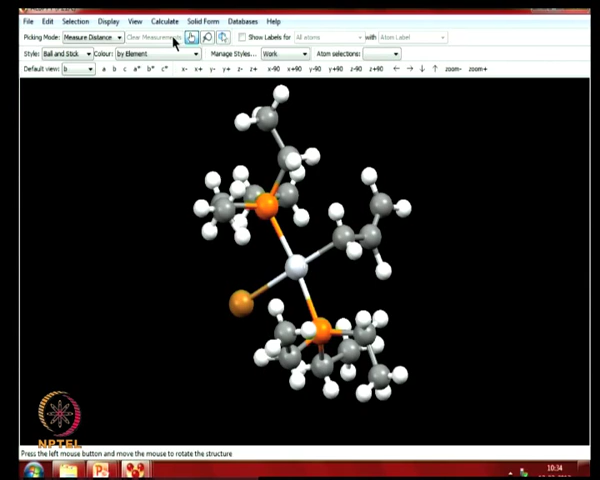 File Edit Selection Display View Calculate Solid Form Databases Help
Picking Mode: Measure Distance Clear Measurements Show Labels for All atoms with Atom Label
Style: Ball and Stick Colour: by Element Manage Styles... Work Atom selections:
Default view: b a b c a* b* c* x- x+ y- y+ z- z+ x-90 x+90 y-90 y+90 z-90 z+90 ← → ↓ ↑ zoom- zoom+
NPTEL
Press the left mouse button and move the mouse to rotate the structure
10:34